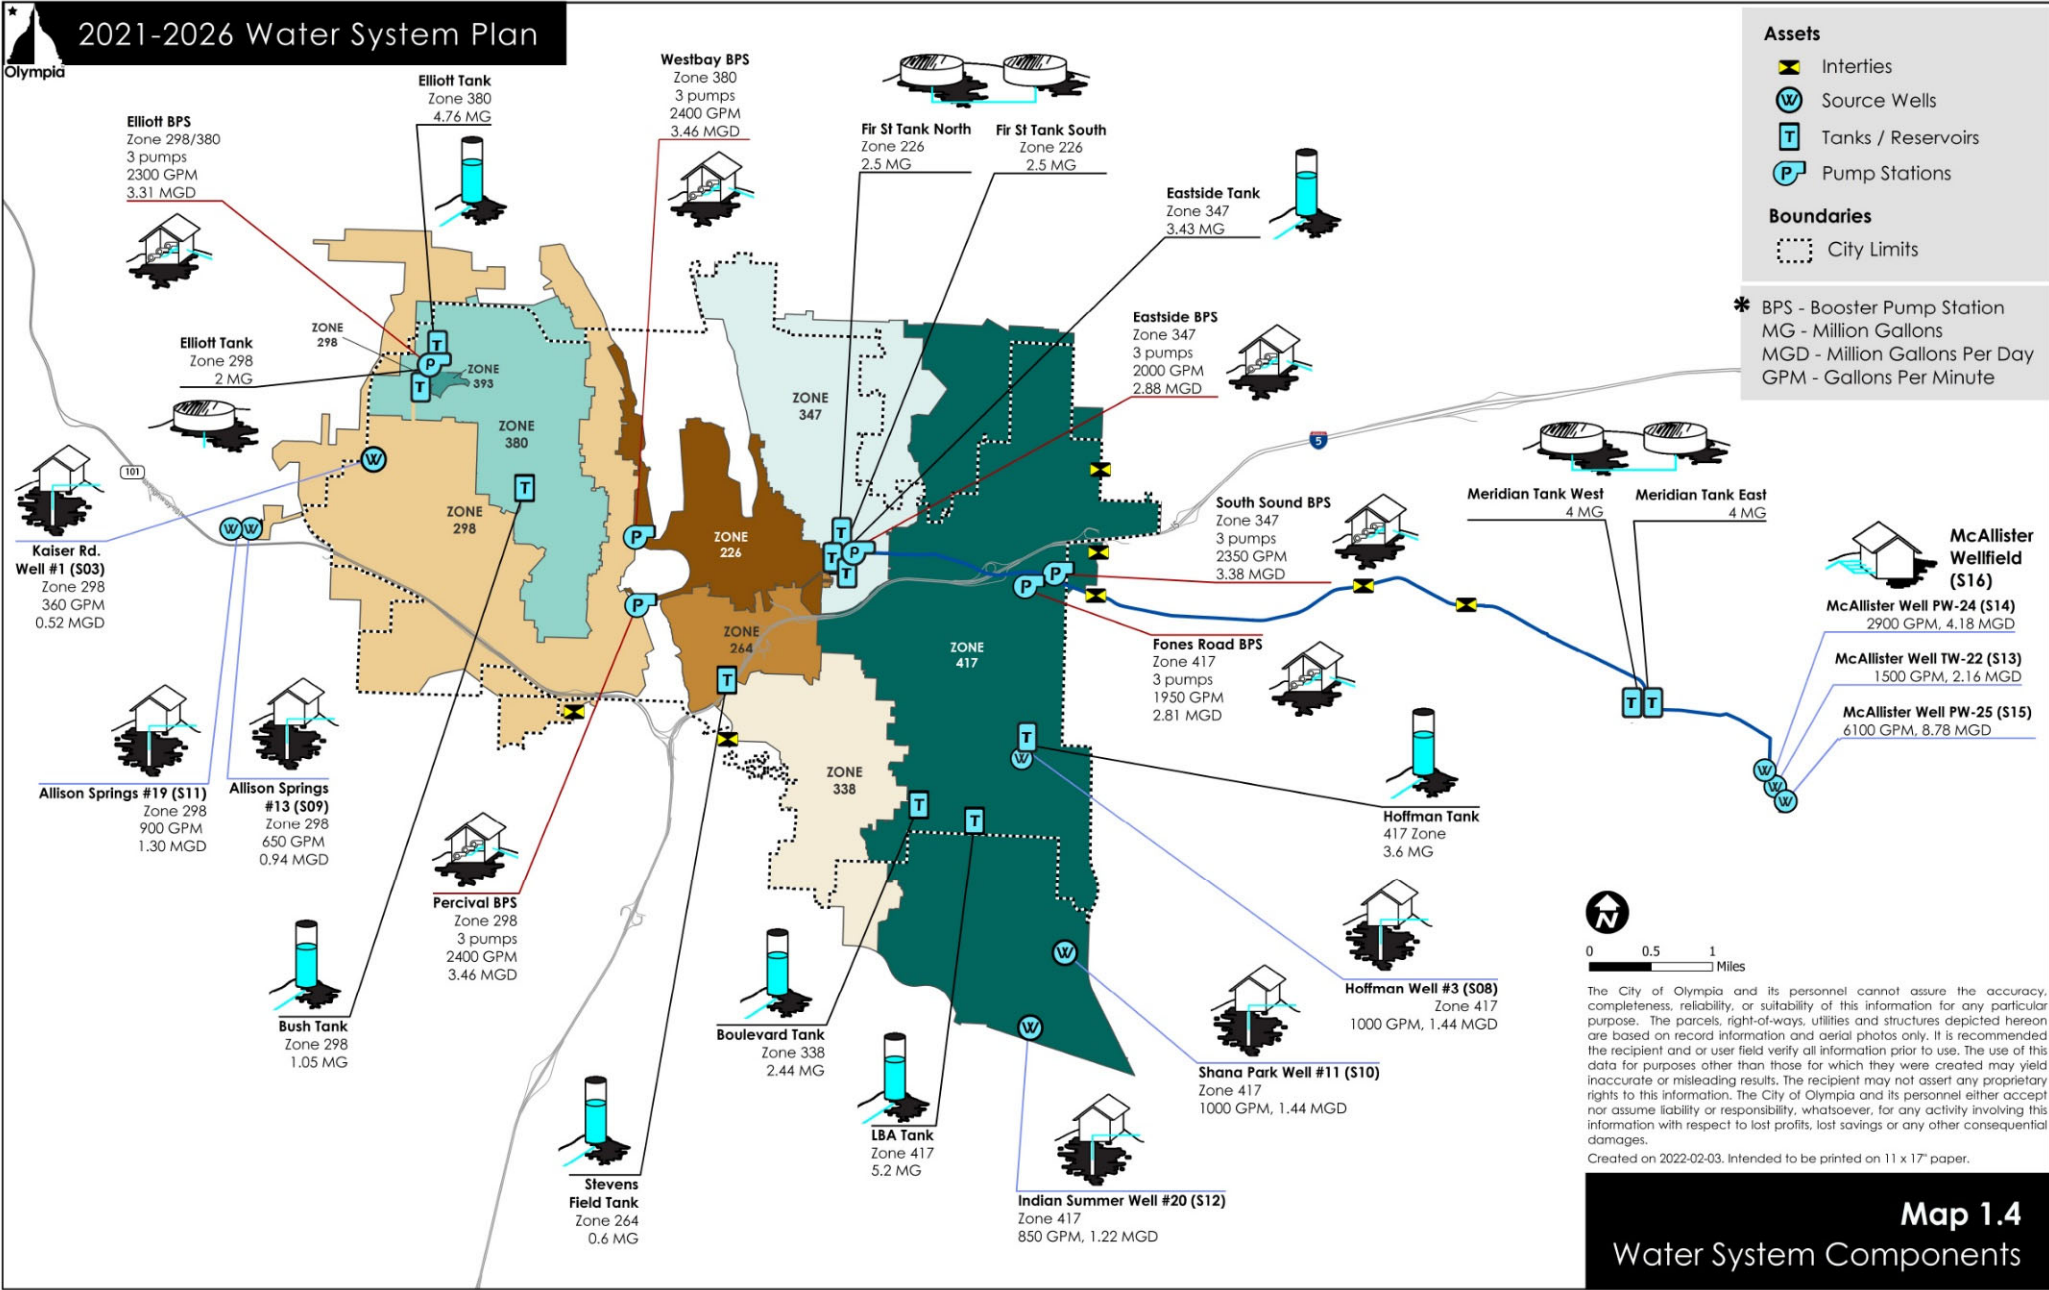 2021-2026 Water System Plan
Olympia
Elliott BPS
Zone 298/380
3 pumps
2300 GPM
3.31 MGD
Elliott Tank
Zone 380
4.76 MG
Westbay BPS
Zone 380
3 pumps
2400 GPM
3.46 MGD
Fir St Tank North
Zone 226
2.5 MG
Fir St Tank South
Zone 226
2.5 MG
Eastside Tank
Zone 347
3.43 MG
Eastside BPS
Zone 347
3 pumps
2000 GPM
2.88 MGD
Assets
Interties
W
Source Wells
T
Tanks / Reservoirs
P
Pump Stations
Boundaries
City Limits
* BPS - Booster Pump Station
MG - Million Gallons
MGD - Million Gallons Per Day
GPM - Gallons Per Minute
Elliott Tank
Zone 298
2 MG
ZONE
298
T
P
T
ZONE
393
ZONE
380
T
ZONE
298
W
101
W W
Kaiser Rd.
Well #1 (S03)
Zone 298
360 GPM
0.52 MGD
Allison Springs #19 (S11)
Zone 298
900 GPM
1.30 MGD
Allison Springs
#13 (S09)
Zone 298
650 GPM
0.94 MGD
P
P
ZONE
226
ZONE
264
T
ZONE
347
T
T
P
T
5
P
P
ZONE
417
ZONE
338
T
T
T
W
W
W
South Sound BPS
Zone 347
3 pumps
2350 GPM
3.38 MGD
Fones Road BPS
Zone 417
3 pumps
1950 GPM
2.81 MGD
Meridian Tank West
4 MG
Meridian Tank East
4 MG
T T
McAllister
Wellfield
(S16)
McAllister Well PW-24 (S14)
2900 GPM, 4.18 MGD
McAllister Well TW-22 (S13)
1500 GPM, 2.16 MGD
McAllister Well PW-25 (S15)
6100 GPM, 8.78 MGD
W
W
W
Hoffman Tank
417 Zone
3.6 MG
Percival BPS
Zone 298
3 pumps
2400 GPM
3.46 MGD
Bush Tank
Zone 298
1.05 MG
Stevens
Field Tank
Zone 264
0.6 MG
Boulevard Tank
Zone 338
2.44 MG
LBA Tank
Zone 417
5.2 MG
Hoffman Well #3 (S08)
Zone 417
1000 GPM, 1.44 MGD
Shana Park Well #11 (S10)
Zone 417
1000 GPM, 1.44 MGD
Indian Summer Well #20 (S12)
Zone 417
850 GPM, 1.22 MGD
N
0 0.5 1
Miles
The City of Olympia and its personnel cannot assure the accuracy,
completeness, reliability, or suitability of this information for any particular
purpose. The parcels, right-of-ways, utilities and structures depicted hereon
are based on record information and aerial photos only. It is recommended
the recipient and or user field verify all information prior to use. The use of this
data for purposes other than those for which they were created may yield
inaccurate or misleading results. The recipient may not assert any proprietary
rights to this information. The City of Olympia and its personnel either accept
nor assume liability or responsibility, whatsoever, for any activity involving this
information with respect to lost profits, lost savings or any other consequential
damages.
Created on 2022-02-03. Intended to be printed on 11 x 17" paper.
Map 1.4
Water System Components